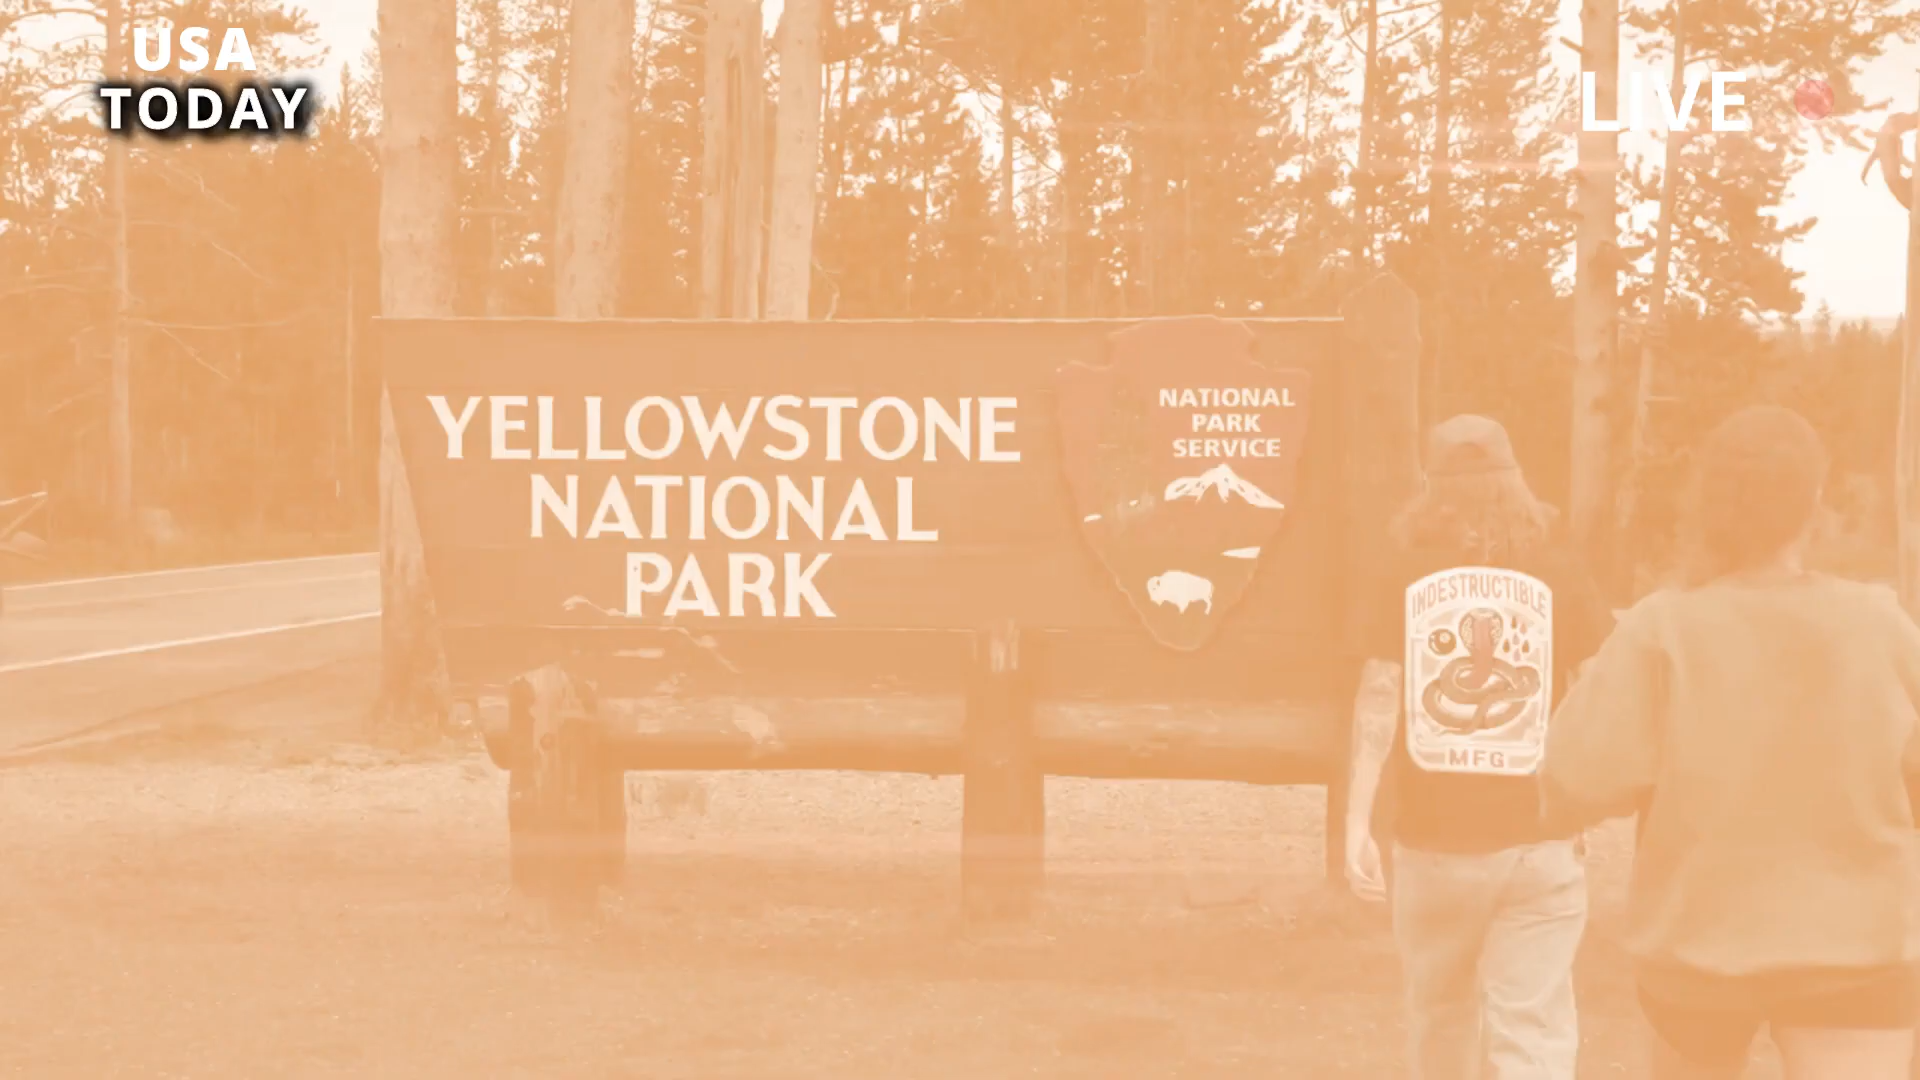 USA
TODAY
LIVE
YELLOWSTONE
NATIONAL
PARK
NATIONAL
PARK
SERVICE
INDESTRUCTIBLE
MFG